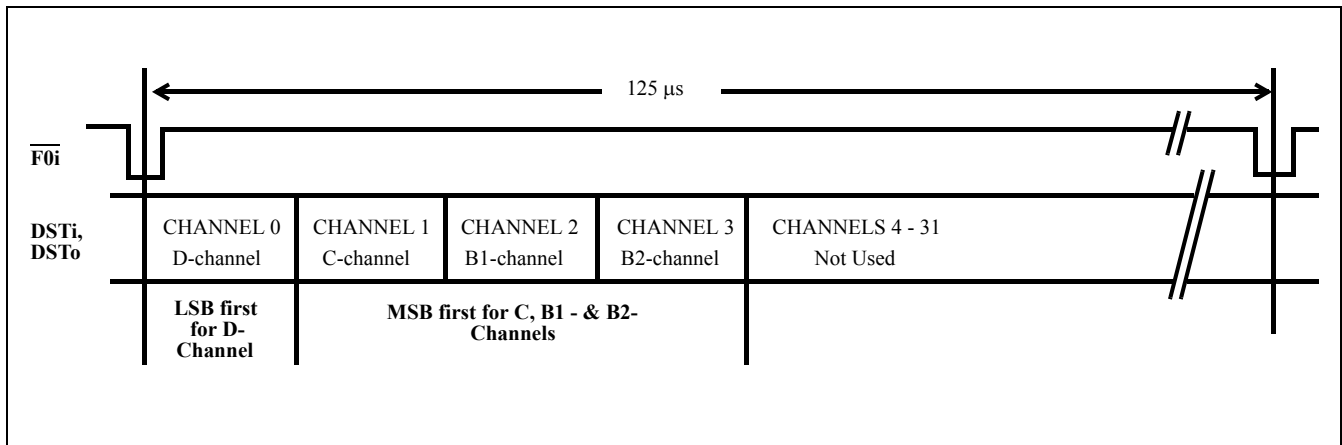 125 µs
F0i
DSTi,
DSTo
CHANNEL 0
D-channel
CHANNEL 1
C-channel
CHANNEL 2
B1-channel
CHANNEL 3
B2-channel
CHANNELS 4 - 31
Not Used
LSB first
for D-
Channel
MSB first for C, B1 - & B2-
Channels